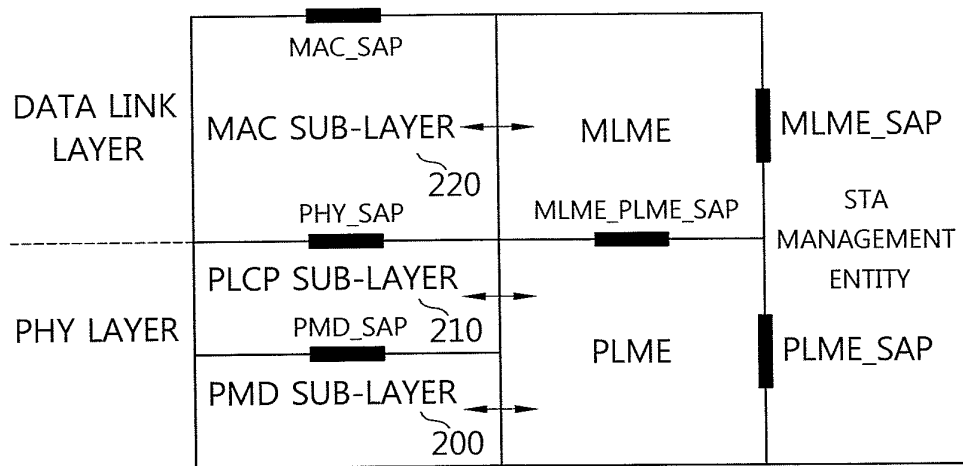 MAC_SAP
DATA LINK
LAYER
MAC SUB-LAYER
220
MLME
MLME_SAP
PHY_SAP
MLME_PLME_SAP
STA
MANAGEMENT
ENTITY
PHY LAYER
PLCP SUB-LAYER
210
PMD_SAP
PLME
PLME_SAP
PMD SUB-LAYER
200